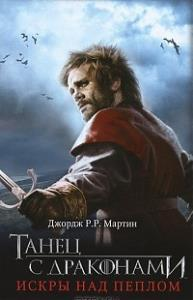 Джордж Р.Р. Мартин
Танец
с драконами
Искры над пеплом